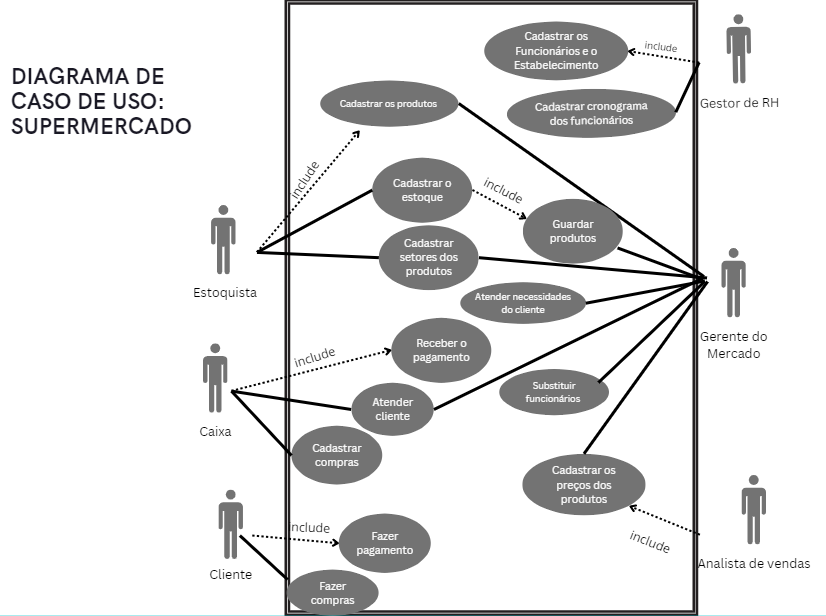 DIAGRAMA DE
CASO DE USO:
SUPERMERCADO
Cadastrar os
Funcionários e o
Estabelecimento
include
Gestor de RH
Cadastrar os produtos
Cadastrar cronograma
dos funcionários
include
Cadastrar o
estoque
include
Guardar
produtos
Cadastrar
setores dos
produtos
Estoquista
Atender necessidades
do cliente
Gerente do
Mercado
Receber o
pagamento
include
Caixa
Atender
cliente
Substituir
funcionários
Cadastrar
compras
Cadastrar os
preços dos
produtos
include
Analista de vendas
include
Fazer
pagamento
Cliente
Fazer
compras